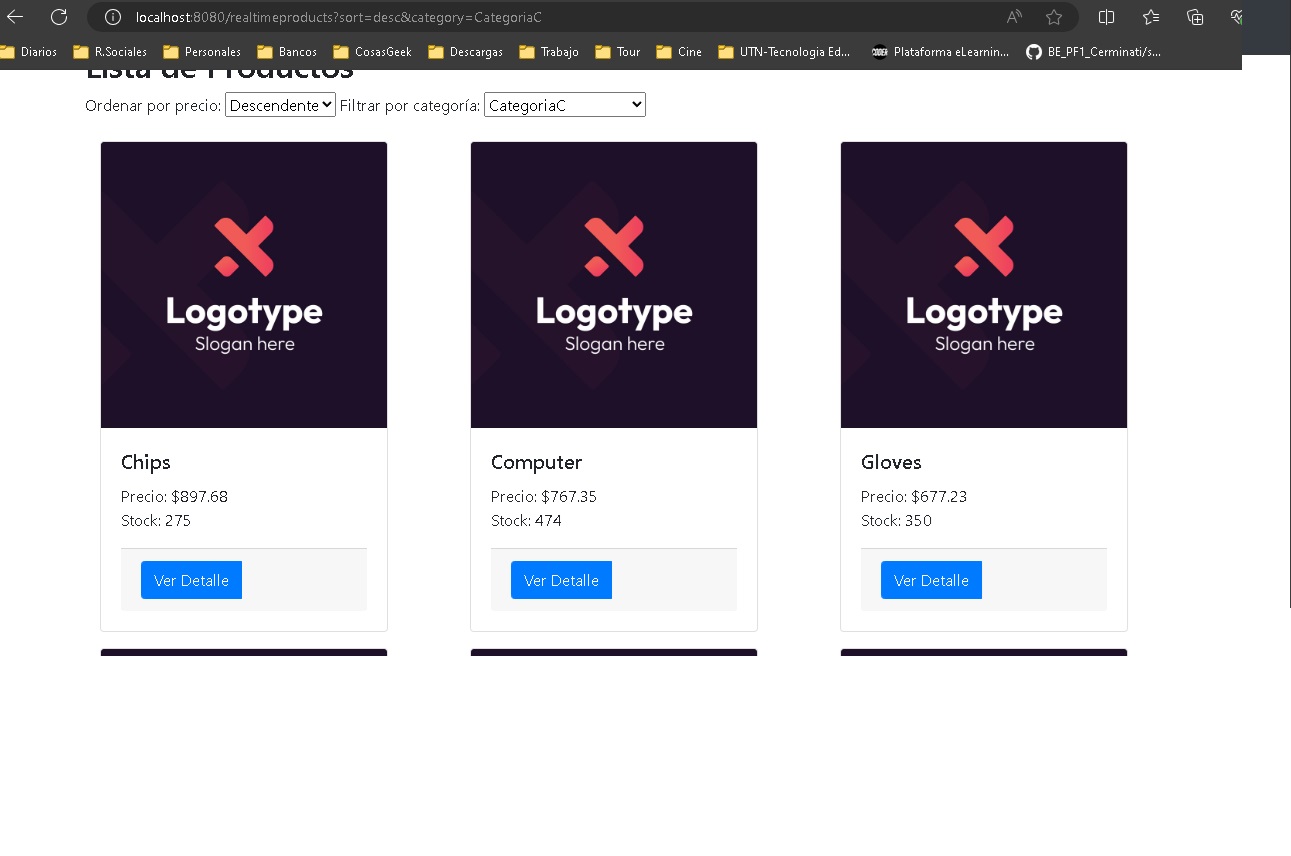 localhost:8080/realtimeproducts?sort=desc&category=CategoriaC
Diarios R.Sociales Personales Bancos CosasGeek Descargas Trabajo Tour Cine UTN-Tecnologia Ed... Plataforma eLearnin... BE_PF1_Cerminati/s...
Lista de Productos
Ordenar por precio: Descendente Filtrar por categoría: CategoriaC
Logotype Logotype Logotype
Slogan here Slogan here Slogan here
Chips Computer Gloves
Precio: $897.68 Precio: $767.35 Precio: $677.23
Stock: 275 Stock: 474 Stock: 350
Ver Detalle Ver Detalle Ver Detalle